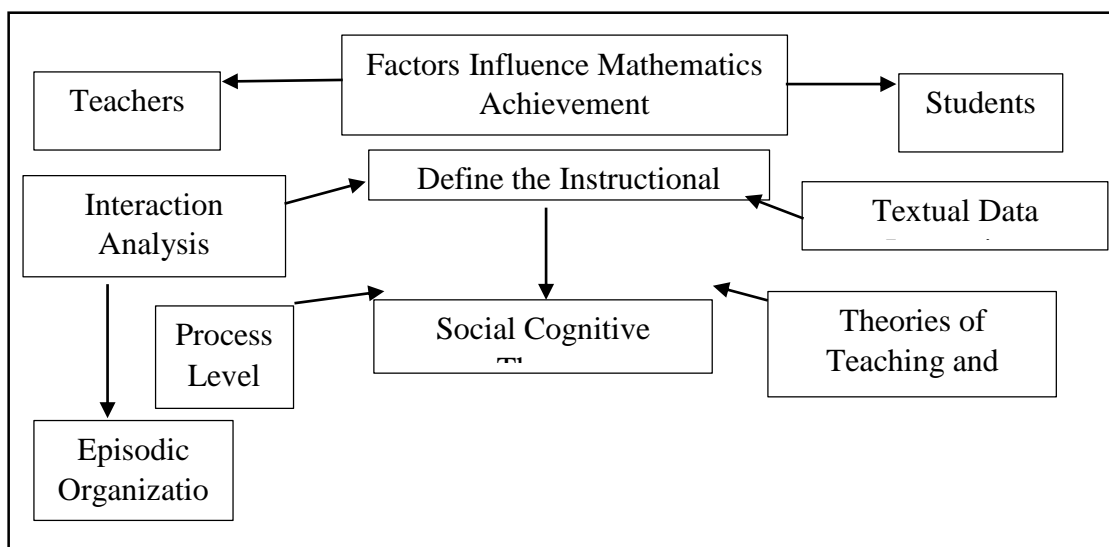 Factors Influence Mathematics
Achievement
Teachers
Students
Define the Instructional
Interaction
Analysis
Textual Data
Process
Level
Social Cognitive
Theories of
Teaching and
Episodic
Organizatio